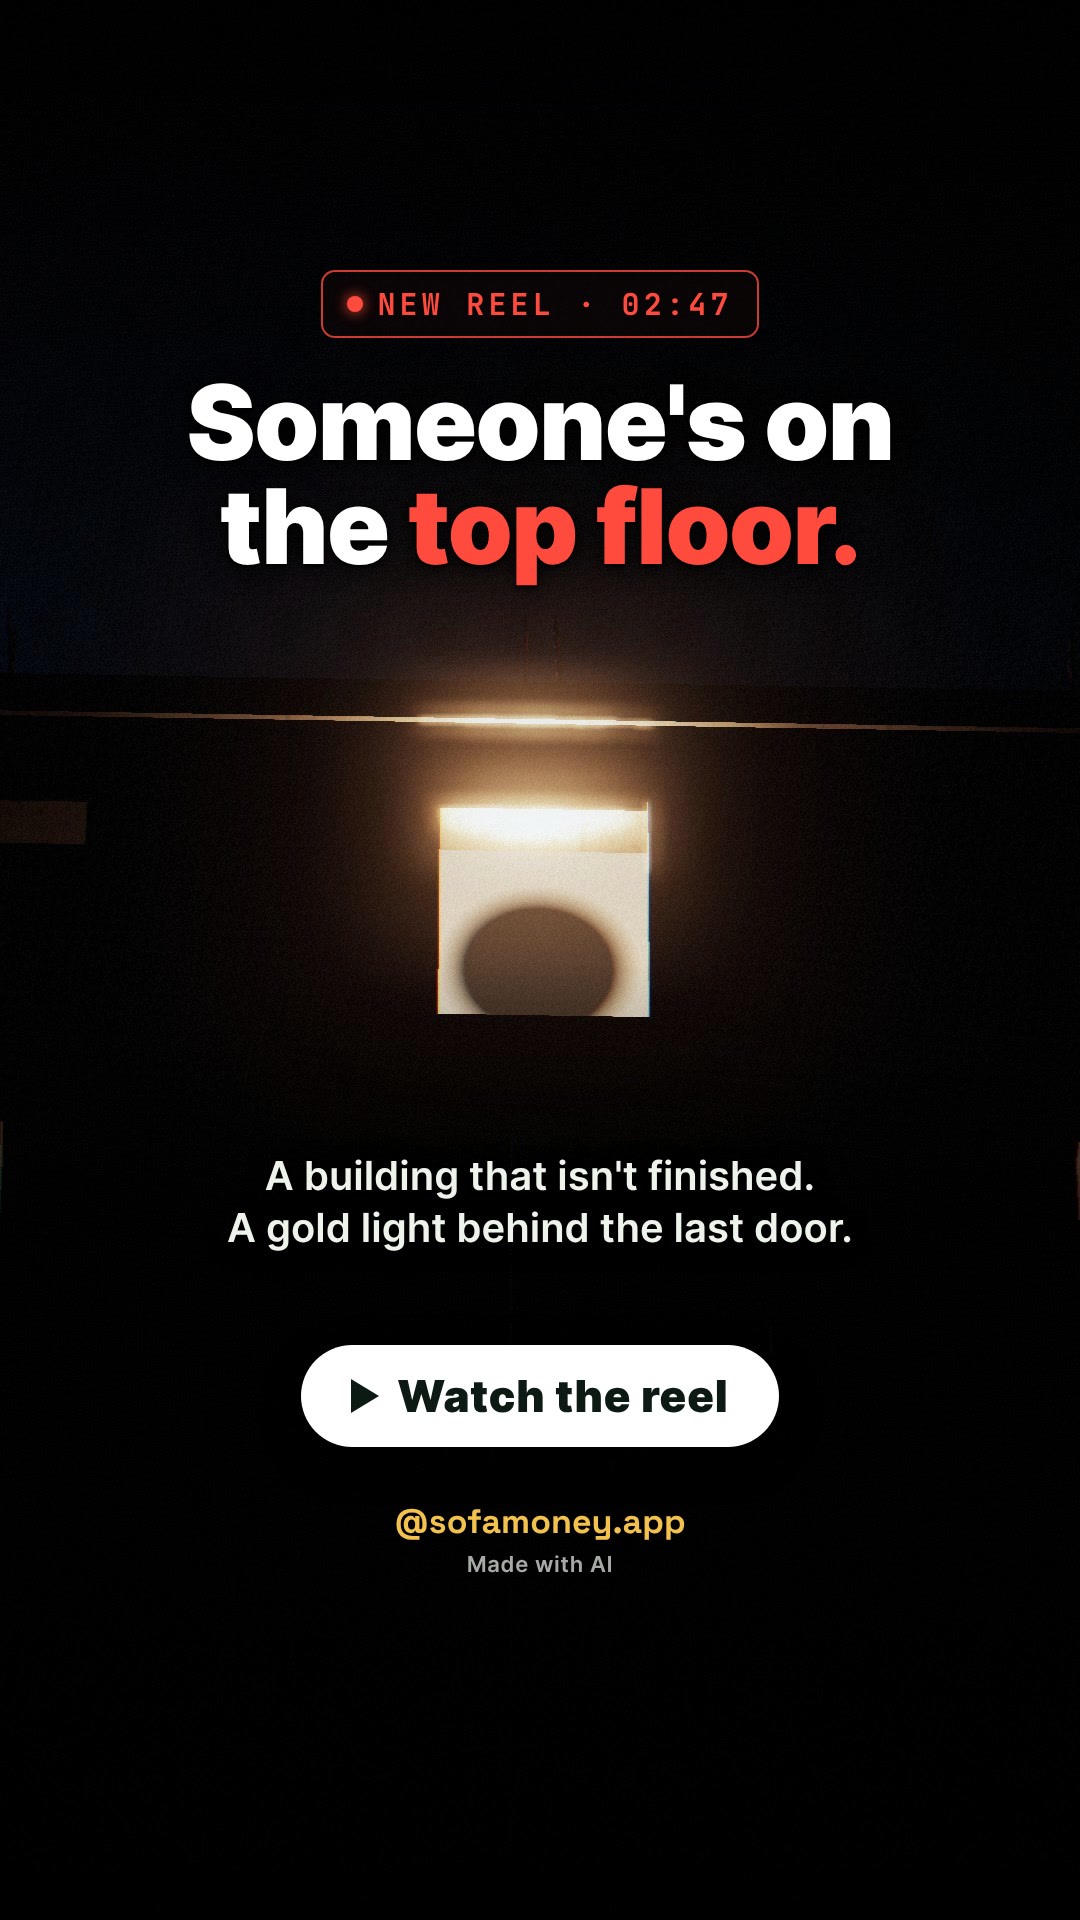 NEW REEL · 02:47
Someone's on
the top floor.
A building that isn't finished.
A gold light behind the last door.
Watch the reel
@sofamoney.app
Made with AI